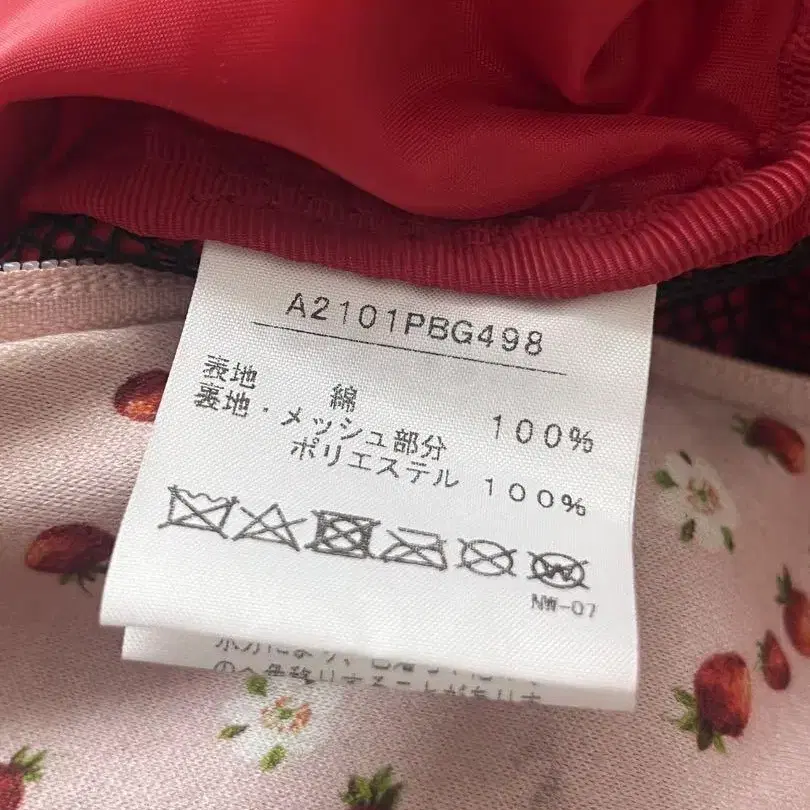 A2101PBG498
表地 綿 100%
裏地・メッシュ部分
ポリエステル 100%
NW-07